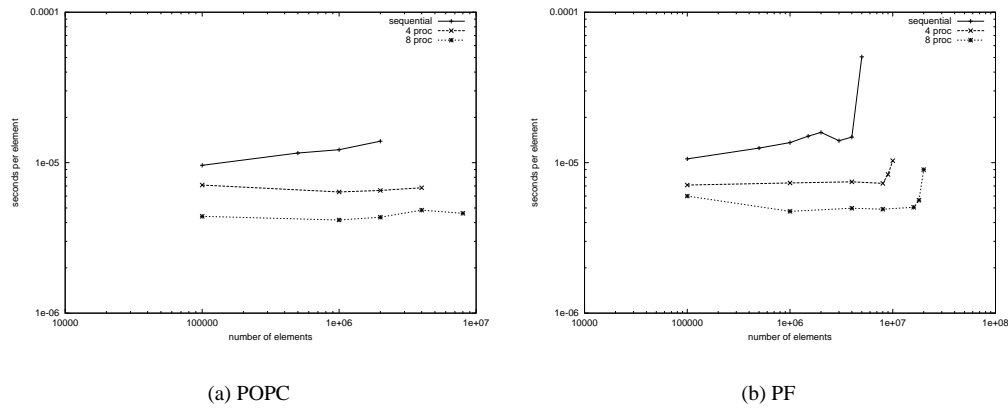 0.0001
1e-05
1e-06
seconds per element
10000
100000
1e+06
1e+07
number of elements
sequential
4 proc
8 proc
(a) POPC
0.0001
1e-05
1e-06
seconds per element
10000
100000
1e+06
1e+07
1e+08
number of elements
sequential
4 proc
8 proc
(b) PF